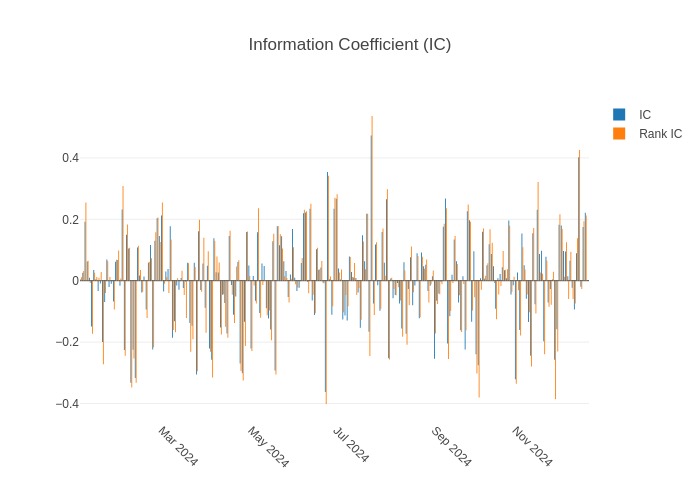 Information Coefficient (IC)
IC
Rank IC
0.4
0.2
0
−0.2
−0.4
Mar 2024
May 2024
Jul 2024
Sep 2024
Nov 2024